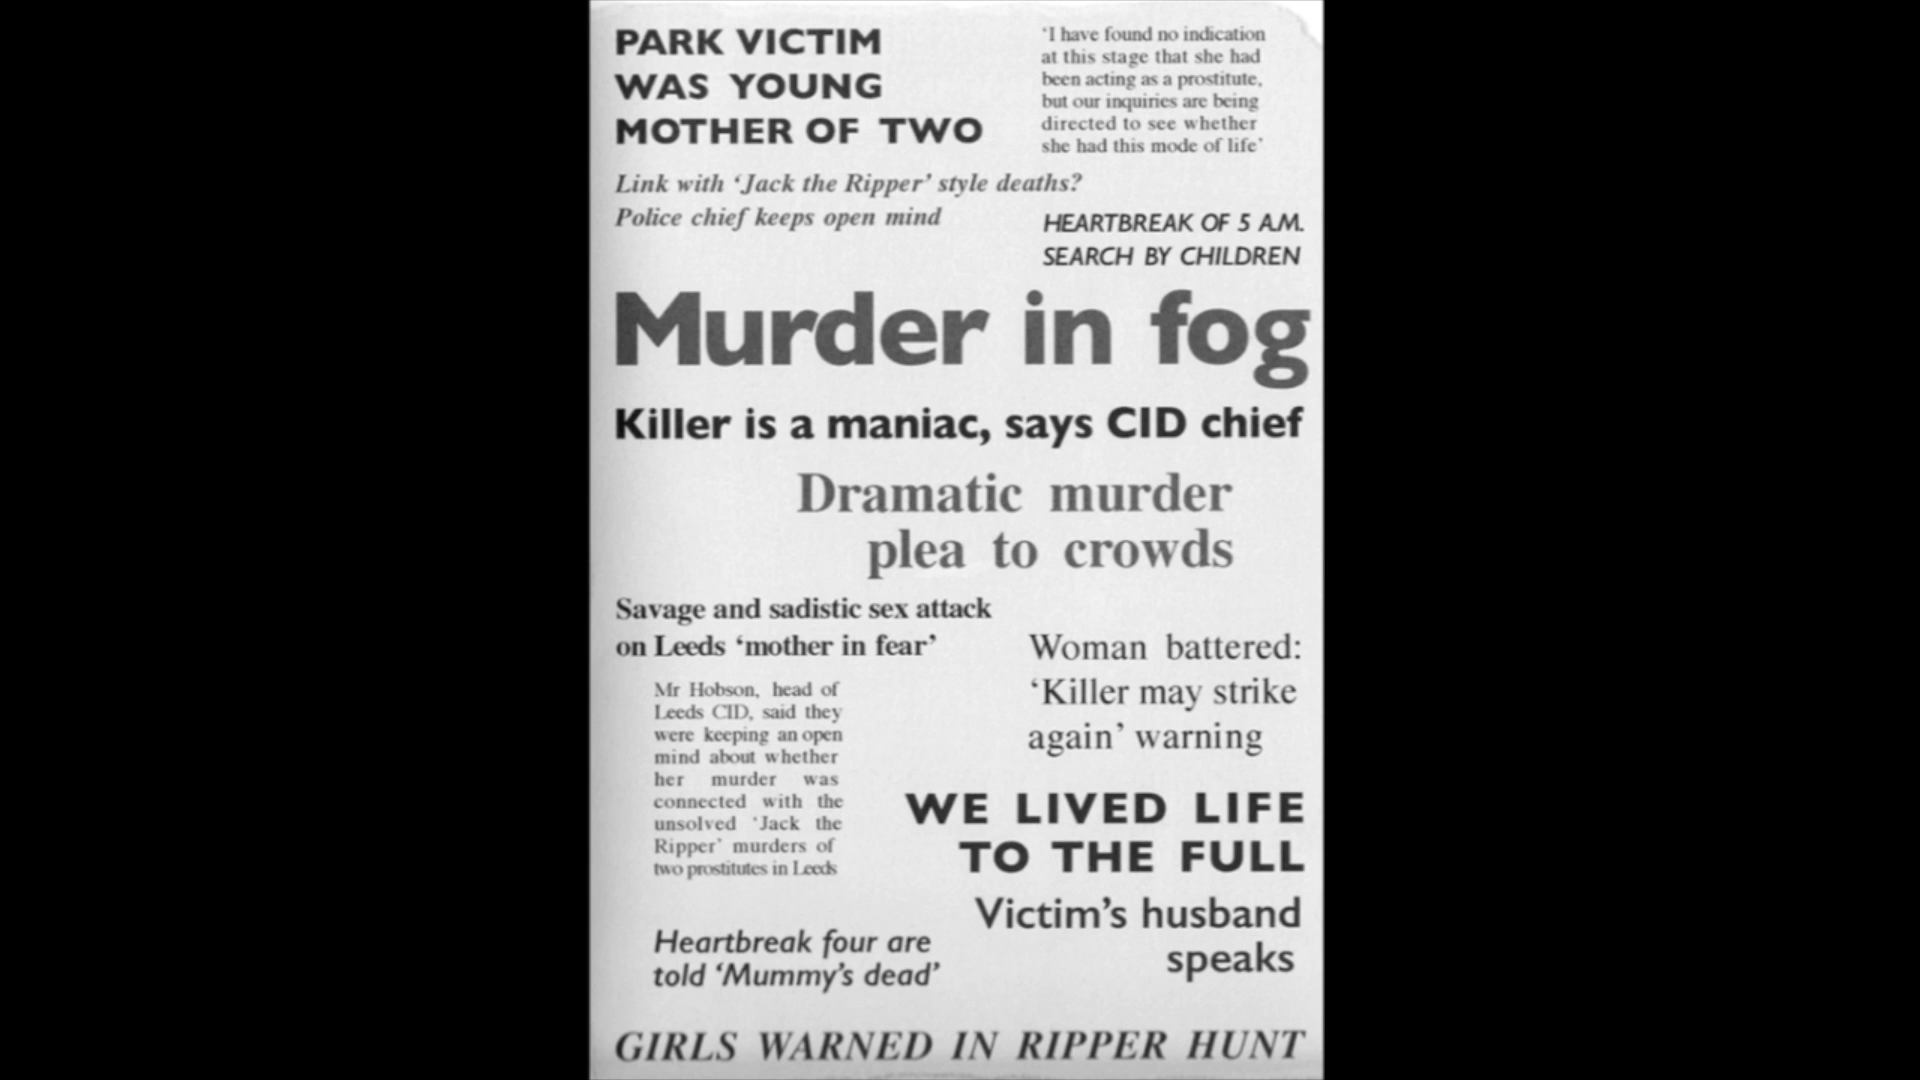 PARK VICTIM
WAS YOUNG
MOTHER OF TWO
Link with ‘Jack the Ripper’ style deaths?
Police chief keeps open mind
‘I have found no indication
at this stage that she had
been acting as a prostitute,
but our inquiries are being
directed to see whether
she had this mode of life’
HEARTBREAK OF 5 A.M.
SEARCH BY CHILDREN
Murder in fog
Killer is a maniac, says CID chief
Dramatic murder
plea to crowds
Savage and sadistic sex attack
on Leeds ‘mother in fear’
Mr Hobson, head of
Leeds CID, said they
were keeping an open
mind about whether
her murder was
connected with the
unsolved ‘Jack the
Ripper’ murders of
two prostitutes in Leeds
Woman battered:
‘Killer may strike
again’ warning
WE LIVED LIFE
TO THE FULL
Victim’s husband
speaks
Heartbreak four are
told ‘Mummy’s dead’
GIRLS WARNED IN RIPPER HUNT